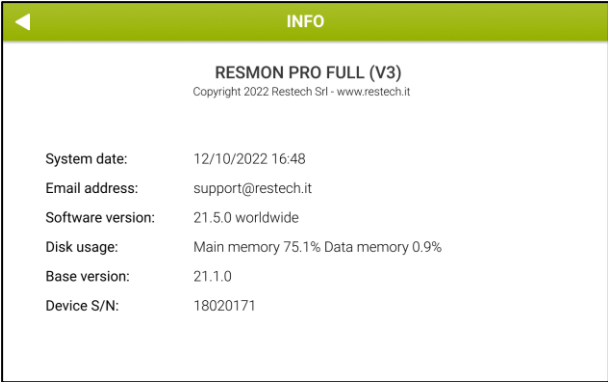 INFO
RESMON PRO FULL (V3)
Copyright 2022 Restech Srl - www.restech.it
System date: 12/10/2022 16:48
Email address: support@restech.it
Software version: 21.5.0 worldwide
Disk usage: Main memory 75.1% Data memory 0.9%
Base version: 21.1.0
Device S/N: 18020171